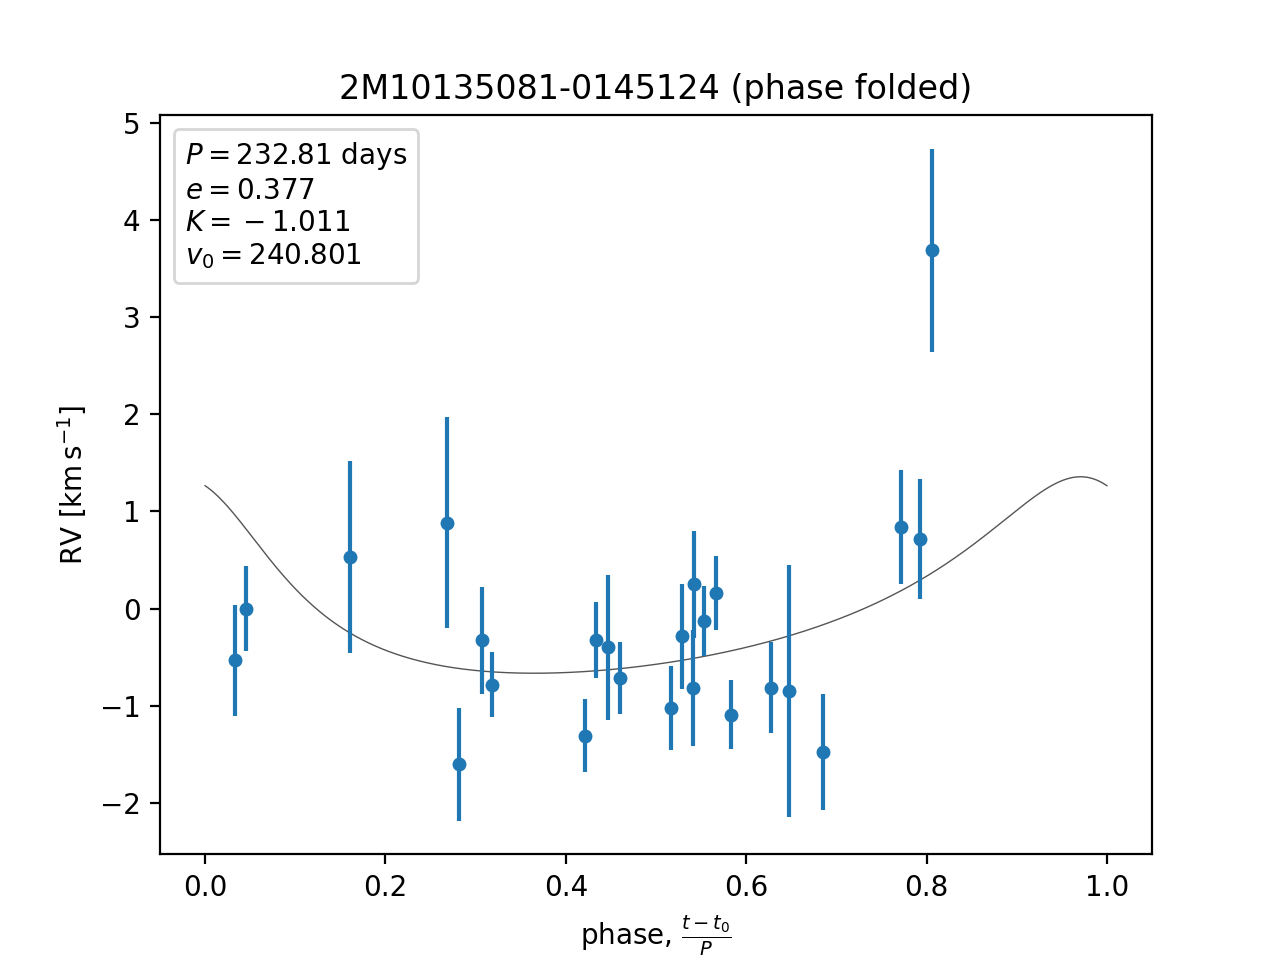 2M10135081-0145124 (phase folded)
P = 232.81 days
e = 0.377
K = −1.011
v₀ = 240.801
5
4
3
2
1
0
−1
−2
RV [km s⁻¹]
0.0 0.2 0.4 0.6 0.8 1.0
phase, (t − t₀)/P